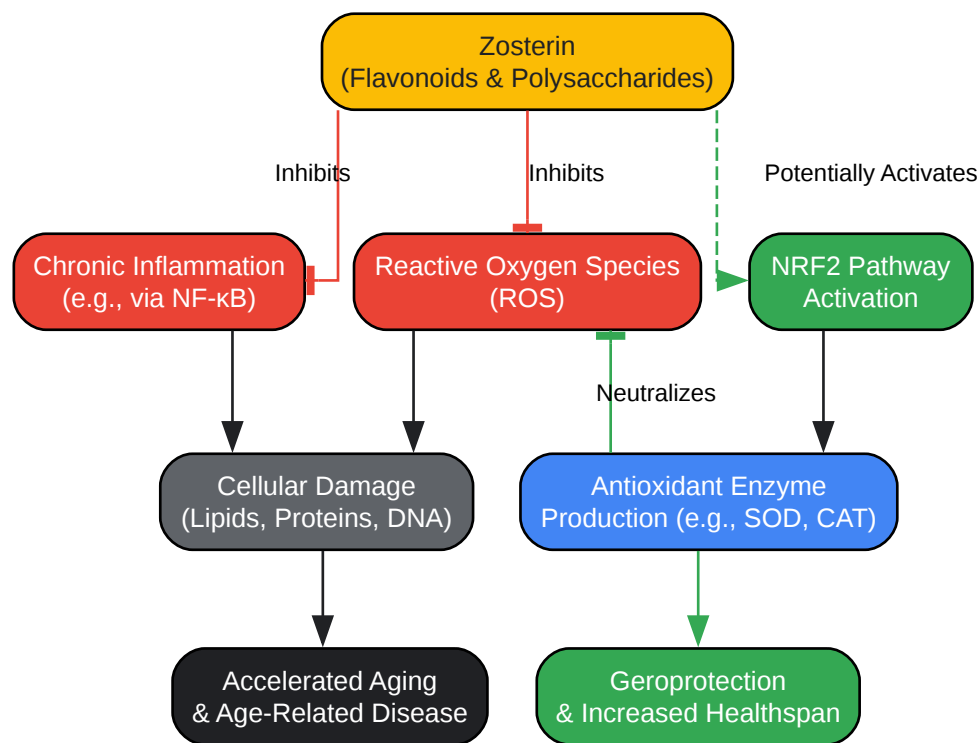 Zosterin
(Flavonoids & Polysaccharides)
Inhibits
Inhibits
Potentially Activates
Chronic Inflammation
(e.g., via NF-κB)
Reactive Oxygen Species
(ROS)
NRF2 Pathway
Activation
Neutralizes
Cellular Damage
(Lipids, Proteins, DNA)
Antioxidant Enzyme
Production (e.g., SOD, CAT)
Accelerated Aging
& Age-Related Disease
Geroprotection
& Increased Healthspan